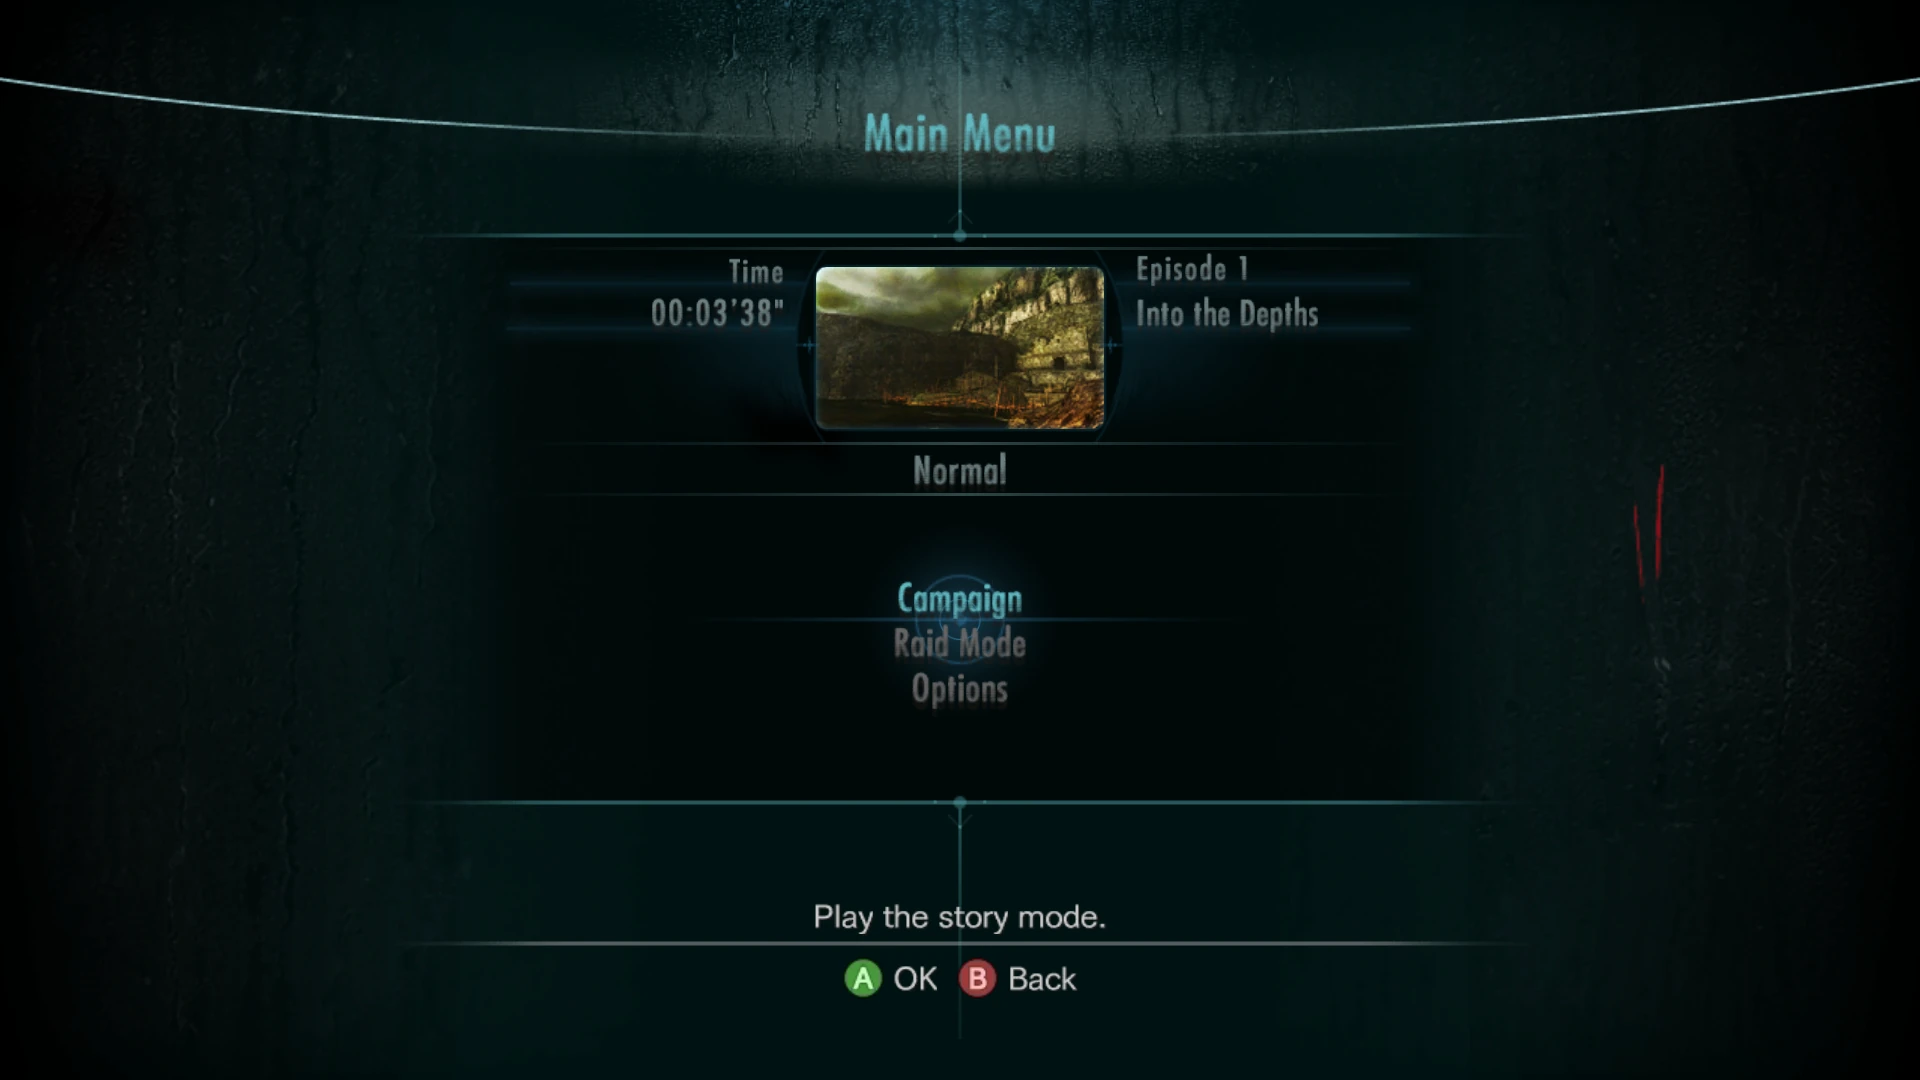 Main Menu
Time
00:03'38"
Episode 1
Into the Depths
Normal
Campaign
Raid Mode
Options
Play the story mode.
A OK B Back